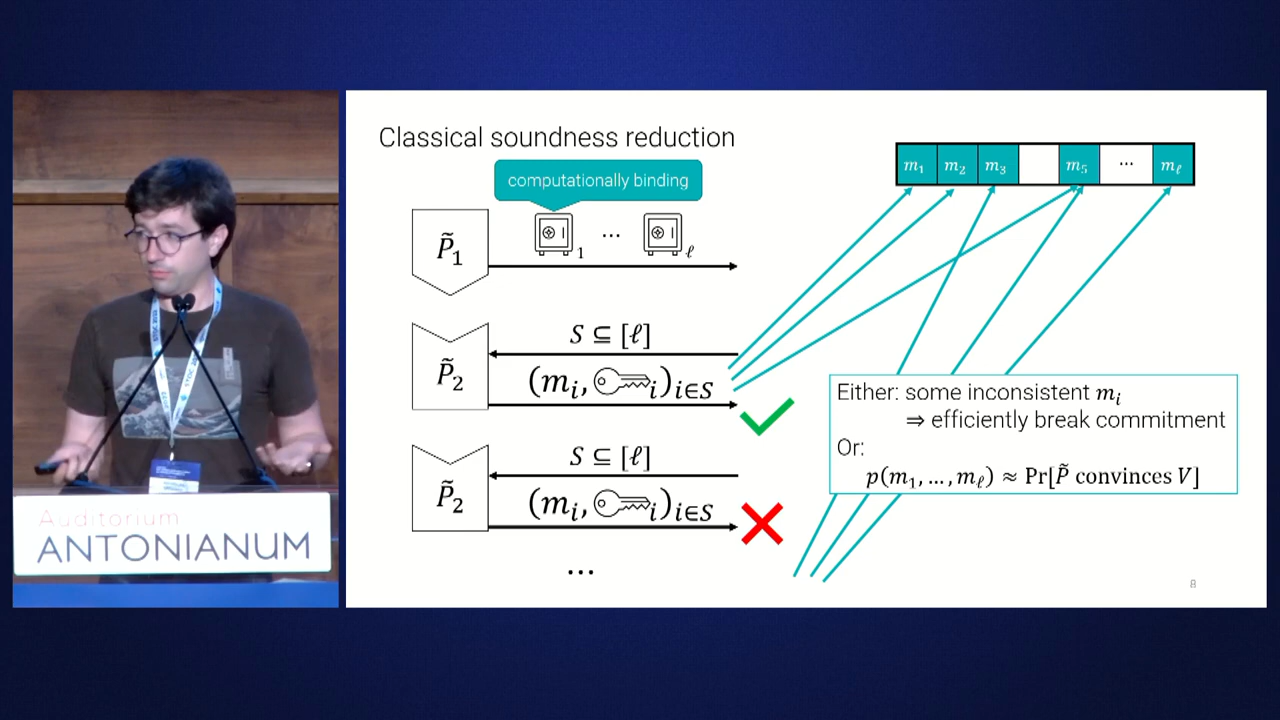 Classical soundness reduction
computationally binding
P̃₁
1 ... ℓ
m₁ m₂ m₃ m₅ ... mℓ
S ⊆ [ℓ]
P̃₂
(mᵢ, ᵢ)ᵢ∈S
S ⊆ [ℓ]
P̃₂
(mᵢ, ᵢ)ᵢ∈S
...
Either: some inconsistent mᵢ
⇒ efficiently break commitment
Or:
p(m₁, ..., mℓ) ≈ Pr[P̃ convinces V]
8
Auditorium
ANTONIANUM